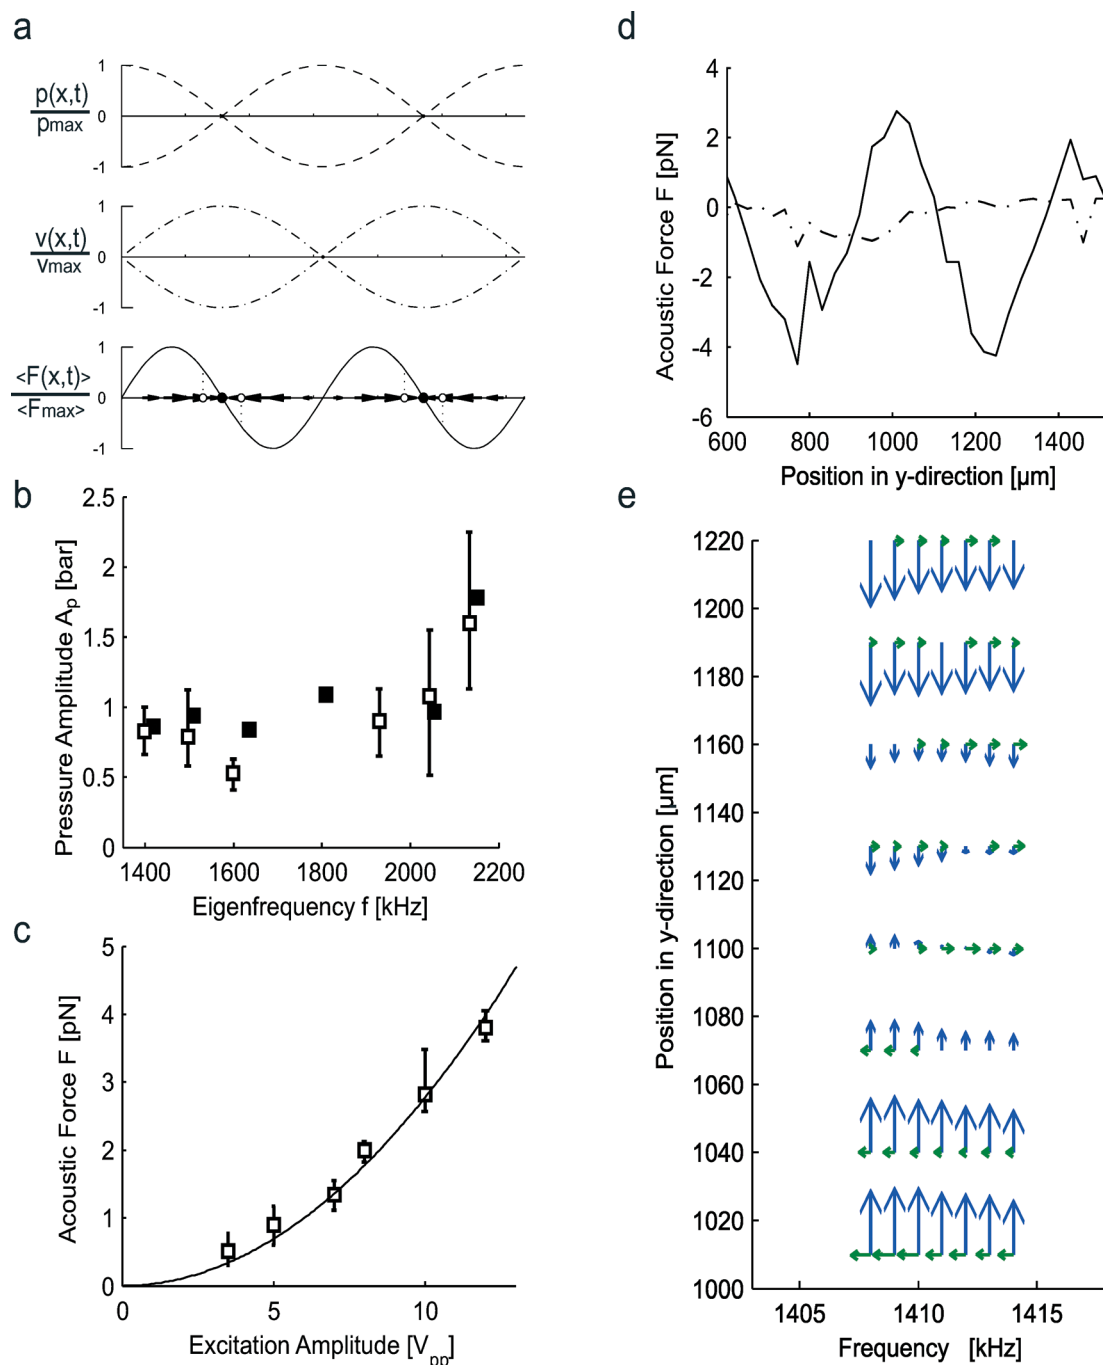 a
p(x,t)
pmax
1
0
-1
v(x,t)
vmax
1
0
-1
<F(x,t)>
<Fmax>
1
0
-1
b
Pressure Amplitude Ap [bar]
2.5
2
1.5
1
0.5
0
1400 1600 1800 2000 2200
Eigenfrequency f [kHz]
c
Acoustic Force F [pN]
5
4
3
2
1
0
0 5 10
Excitation Amplitude [Vpp]
d
Acoustic Force F [pN]
4
2
0
-2
-4
-6
600 800 1000 1200 1400
Position in y-direction [µm]
e
Position in y-direction [µm]
1220
1200
1180
1160
1140
1120
1100
1080
1060
1040
1020
1000
1405 1410 1415
Frequency [kHz]